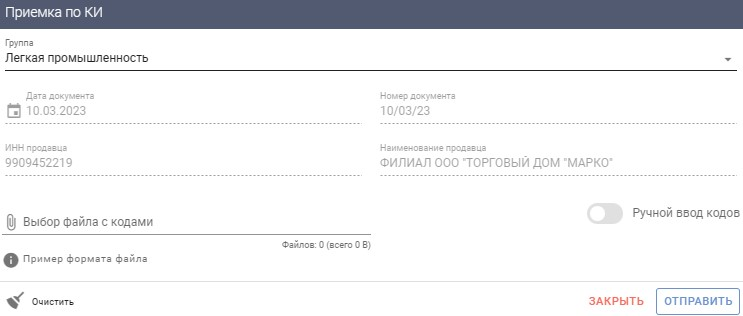 Приемка по КИ
Группа
Легкая промышленность
Дата документа
10.03.2023
Номер документа
10/03/23
ИНН продавца
9909452219
Наименование продавца
ФИЛИАЛ ООО "ТОРГОВЫЙ ДОМ "МАРКО"
Выбор файла с кодами
Ручной ввод кодов
Файлов: 0 (всего 0 B)
Пример формата файла
Очистить
ЗАКРЫТЬ
ОТПРАВИТЬ